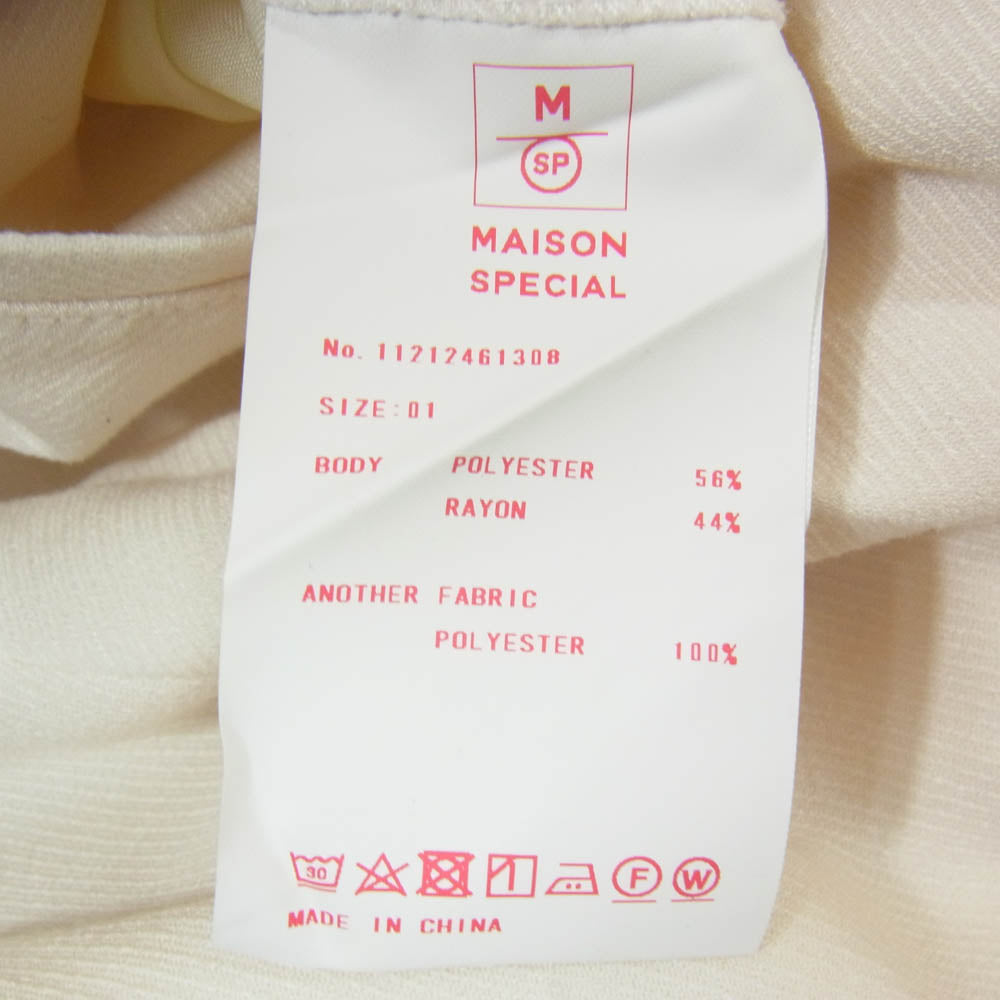 M
SP
MAISON
SPECIAL
No. 11212461308
SIZE:01
BODY POLYESTER 56%
RAYON 44%
ANOTHER FABRIC
POLYESTER 100%
30 F W
MADE IN CHINA